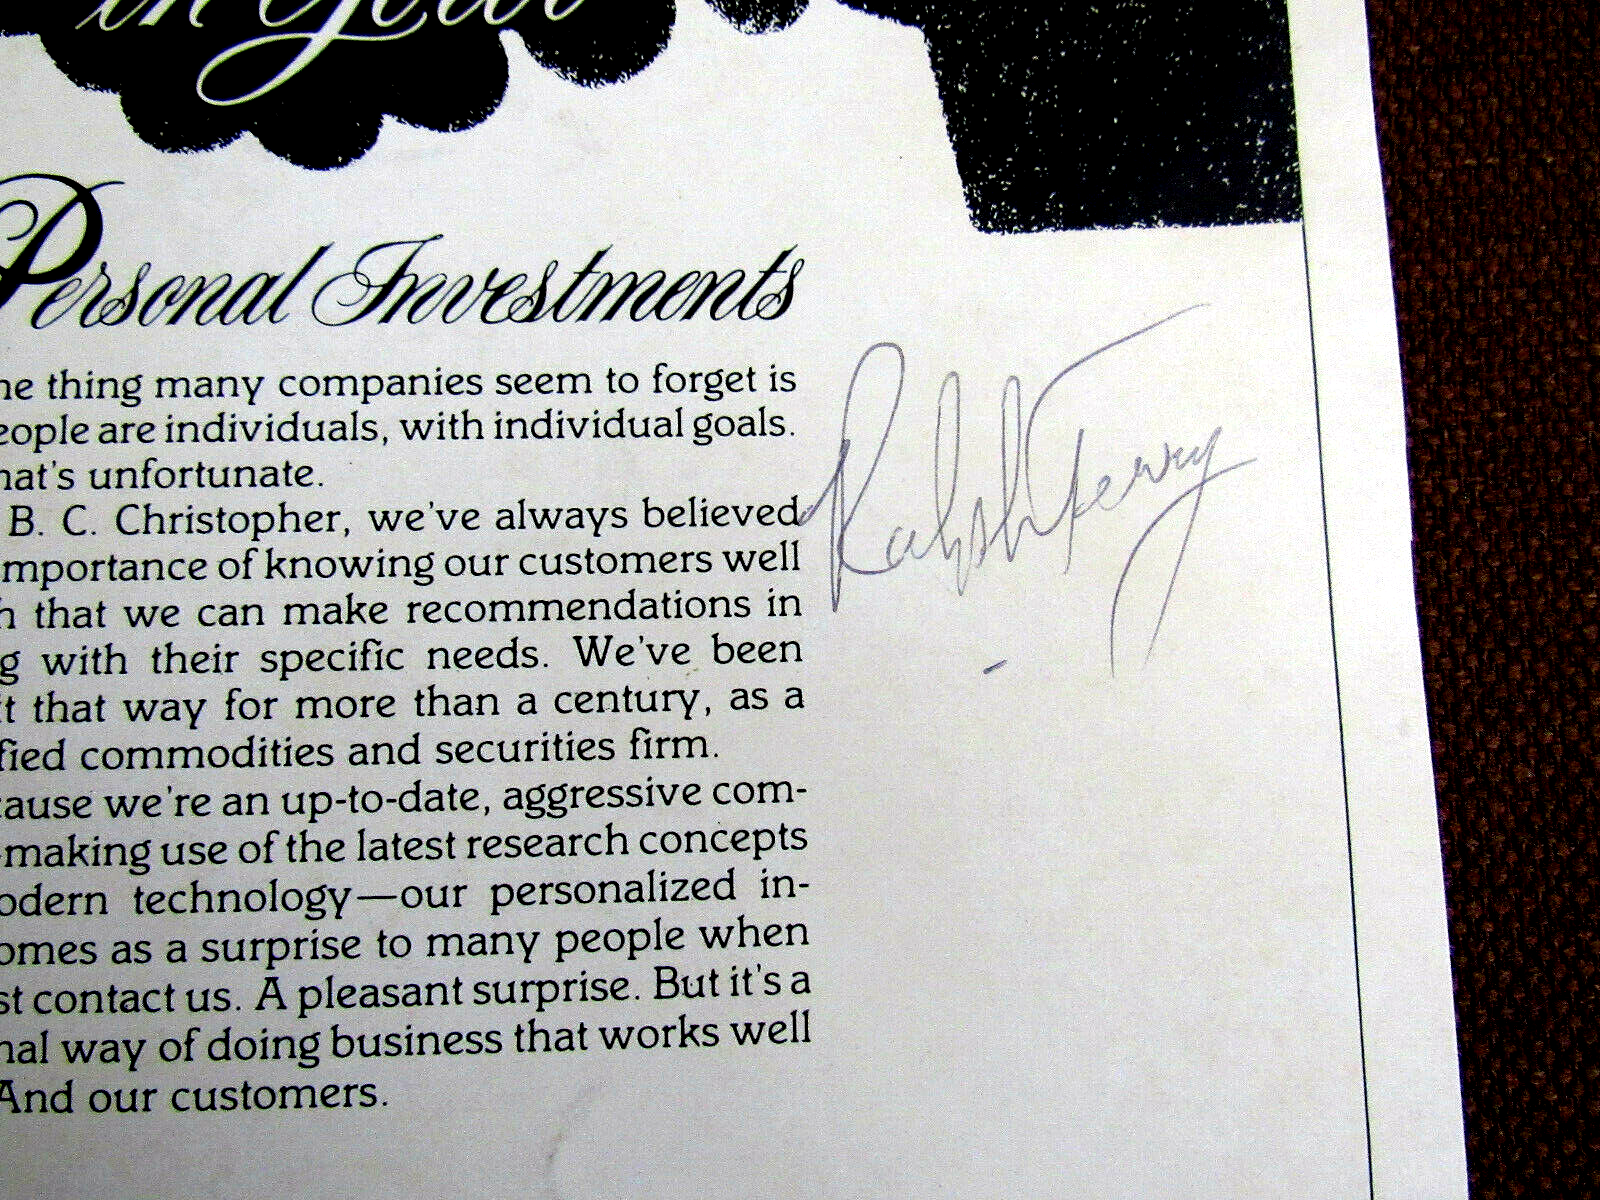 in your
Personal Investments
he thing many companies seem to forget is
eople are individuals, with individual goals.
hat's unfortunate.
B. C. Christopher, we've always believed
importance of knowing our customers well
h that we can make recommendations in
g with their specific needs. We've been
t that way for more than a century, as a
fied commodities and securities firm.
cause we're an up-to-date, aggressive com-
-making use of the latest research concepts
odern technology—our personalized in-
omes as a surprise to many people when
st contact us. A pleasant surprise. But it's a
nal way of doing business that works well
And our customers.
Ralph Terry